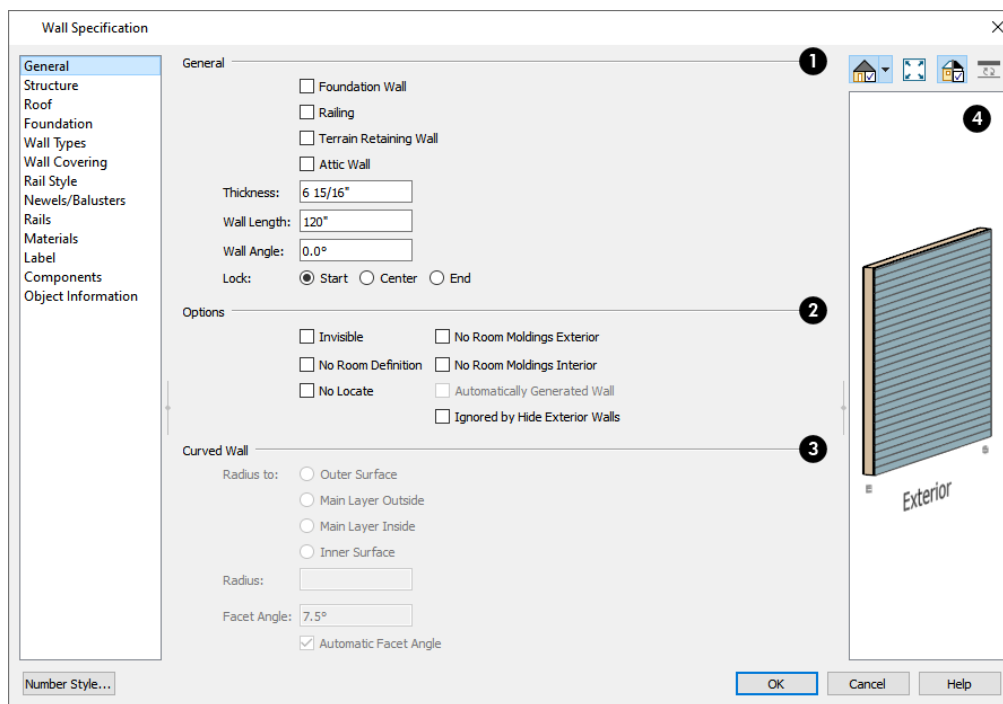 Wall Specification
General
Structure
Roof
Foundation
Wall Types
Wall Covering
Rail Style
Newels/Balusters
Rails
Materials
Label
Components
Object Information
General
1
Foundation Wall
Railing
Terrain Retaining Wall
Attic Wall
Thickness: 6 15/16"
Wall Length: 120"
Wall Angle: 0.0°
Lock: Start Center End
Options
2
Invisible No Room Moldings Exterior
No Room Definition No Room Moldings Interior
No Locate Automatically Generated Wall
Ignored by Hide Exterior Walls
Curved Wall
3
Radius to: Outer Surface
Main Layer Outside
Main Layer Inside
Inner Surface
Radius:
Facet Angle: 7.5°
Automatic Facet Angle
4
E S
Exterior
Number Style... OK Cancel Help